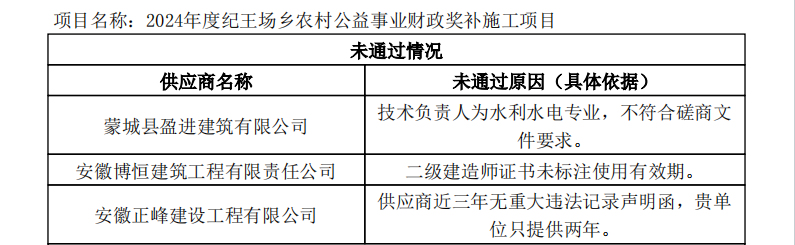 项目名称：2024年度纪王场乡农村公益事业财政奖补施工项目
未通过情况
供应商名称 未通过原因（具体依据）
蒙城县盈进建筑有限公司 技术负责人为水利水电专业，不符合磋商文
件要求。
安徽博恒建筑工程有限责任公司 二级建造师证书未标注使用有效期。
安徽正峰建设工程有限公司 供应商近三年无重大违法记录声明函，贵单
位只提供两年。